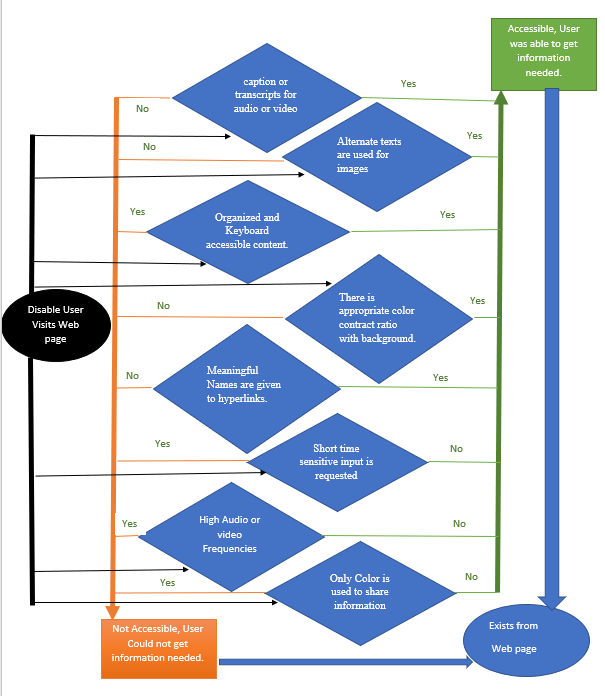 Accessible, User
was able to get
information
needed.
caption or
transcripts for
audio or video
Yes
No
Alternate texts
are used for
images
Yes
No
Organized and
Keyboard
accessible content.
Yes
Yes
There is
appropriate color
contract ratio
with background.
No
Yes
Disable User
Visits Web
page
Meaningful
Names are given
to hyperlinks.
No
Yes
Short time
sensitive input is
requested
Yes
No
High Audio or
video
Frequencies
Yes
No
Only Color is
used to share
information
Yes
No
Not Accessible, User
Could not get
information needed.
Exists from
Web page